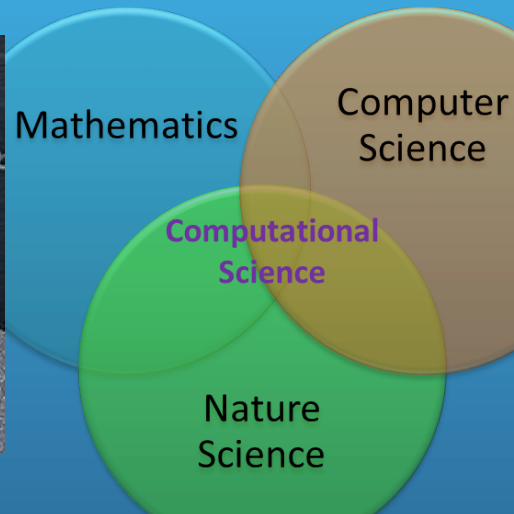 Mathematics
Computer
Science
Computational
Science
Nature
Science